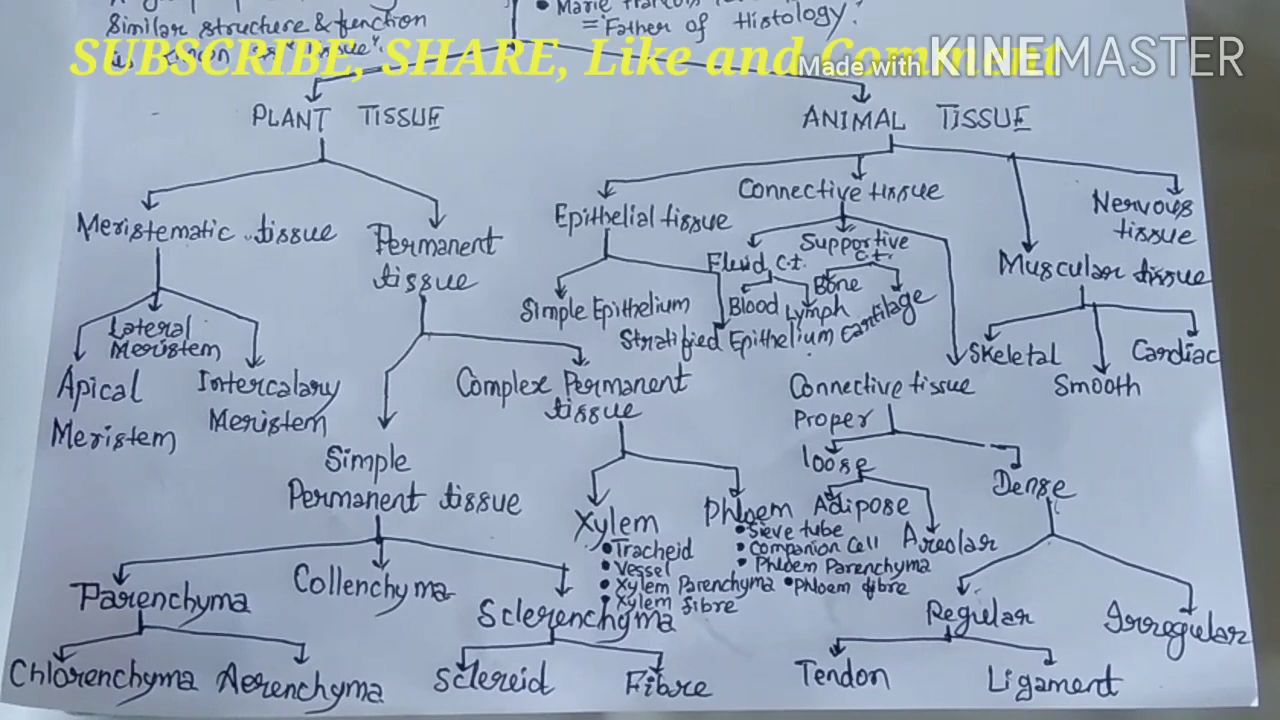 Similar structure & function
• Marie
= Father of Histology.
SUBSCRIBE, SHARE, Like and Comment
Made with KINEMASTER
PLANT TISSUE
ANIMAL TISSUE
Meristematic tissue
Permanent tissue
Epithelial tissue
Connective tissue
Muscular tissue
Nervous tissue
Lateral Meristem
Apical Meristem
Intercalary Meristem
Simple Permanent tissue
Complex Permanent tissue
Simple Epithelium
Stratified Epithelium
Fluid c.t.
Supportive c.t.
Blood
Lymph
Bone
Cartilage
Skeletal
Smooth
Cardiac
Connective tissue Proper
loose
Dense
Adipose
Areolar
Regular
Irregular
Tendon
Ligament
Xylem
• Tracheid
• Vessel
• Xylem Parenchyma
• Xylem fibre
Phloem
• Sieve tube
• Companion Cell
• Phloem Parenchyma
• Phloem fibre
Parenchyma
Collenchyma
Sclerenchyma
Chlorenchyma
Aerenchyma
Sclereid
Fibre